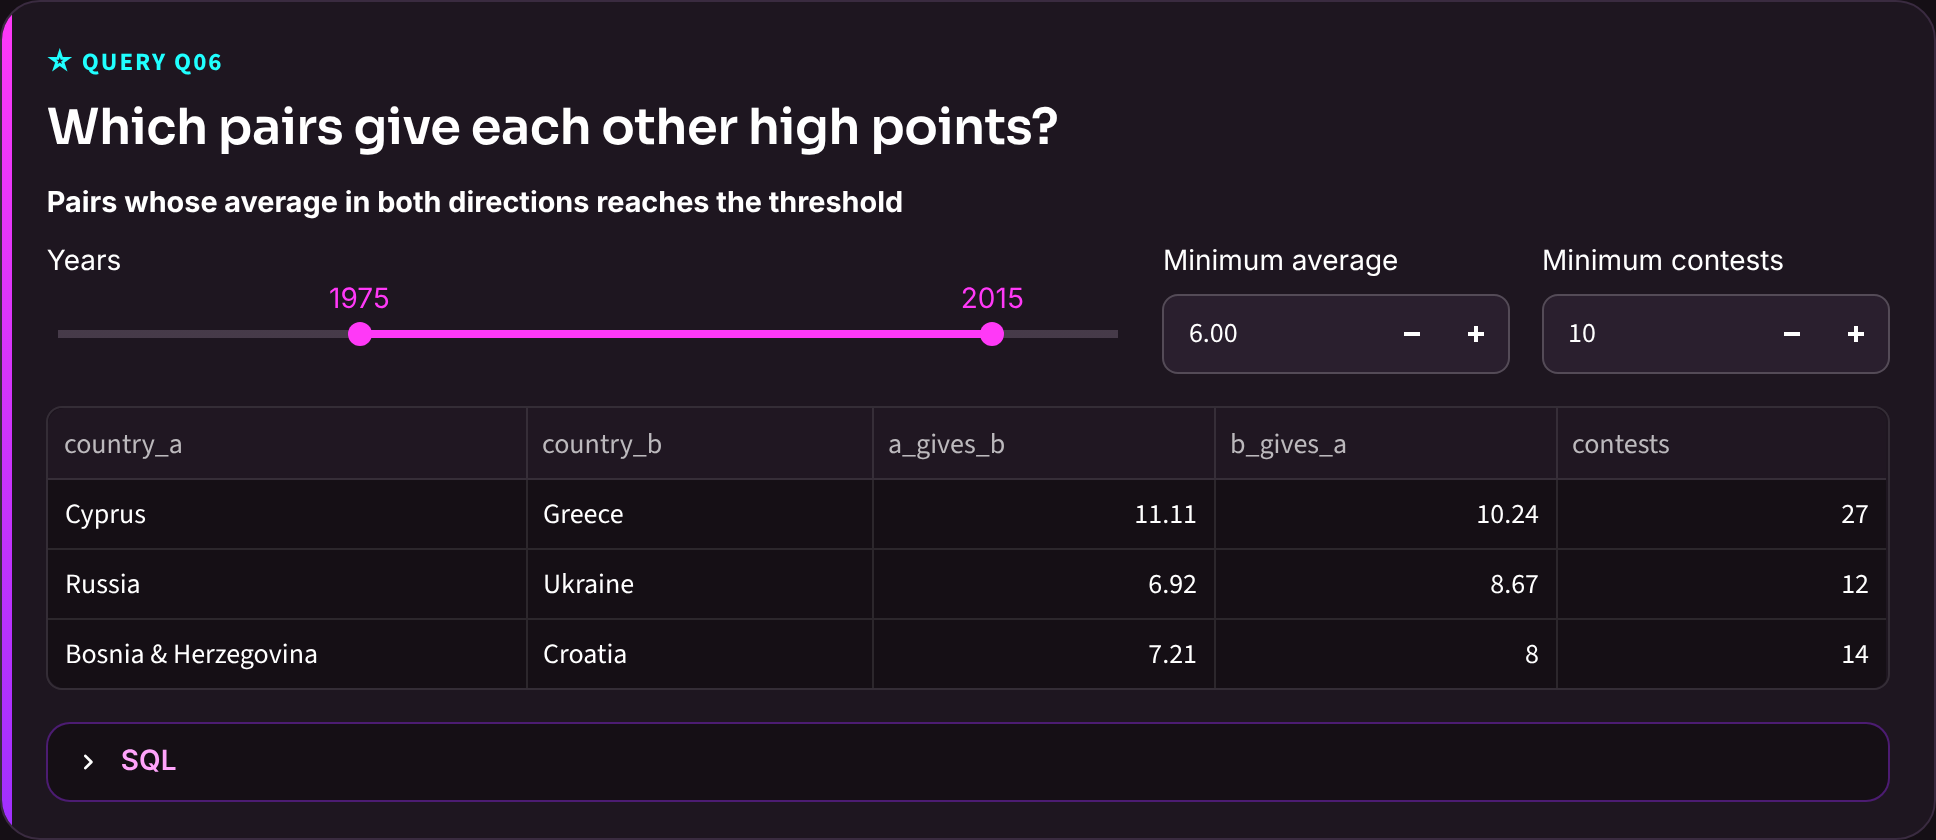 QUERY Q06
Which pairs give each other high points?
Pairs whose average in both directions reaches the threshold
Years
1975 2015
Minimum average
6.00
Minimum contests
10
country_a country_b a_gives_b b_gives_a contests
Cyprus Greece 11.11 10.24 27
Russia Ukraine 6.92 8.67 12
Bosnia & Herzegovina Croatia 7.21 8 14
SQL